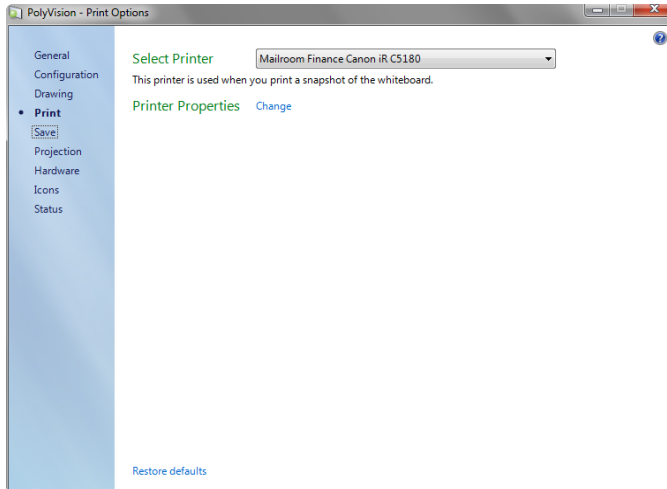 PolyVision - Print Options
General
Configuration
Drawing
Print
Save
Projection
Hardware
Icons
Status
Select Printer
Mailroom Finance Canon iR C5180
This printer is used when you print a snapshot of the whiteboard.
Printer Properties
Change
Restore defaults